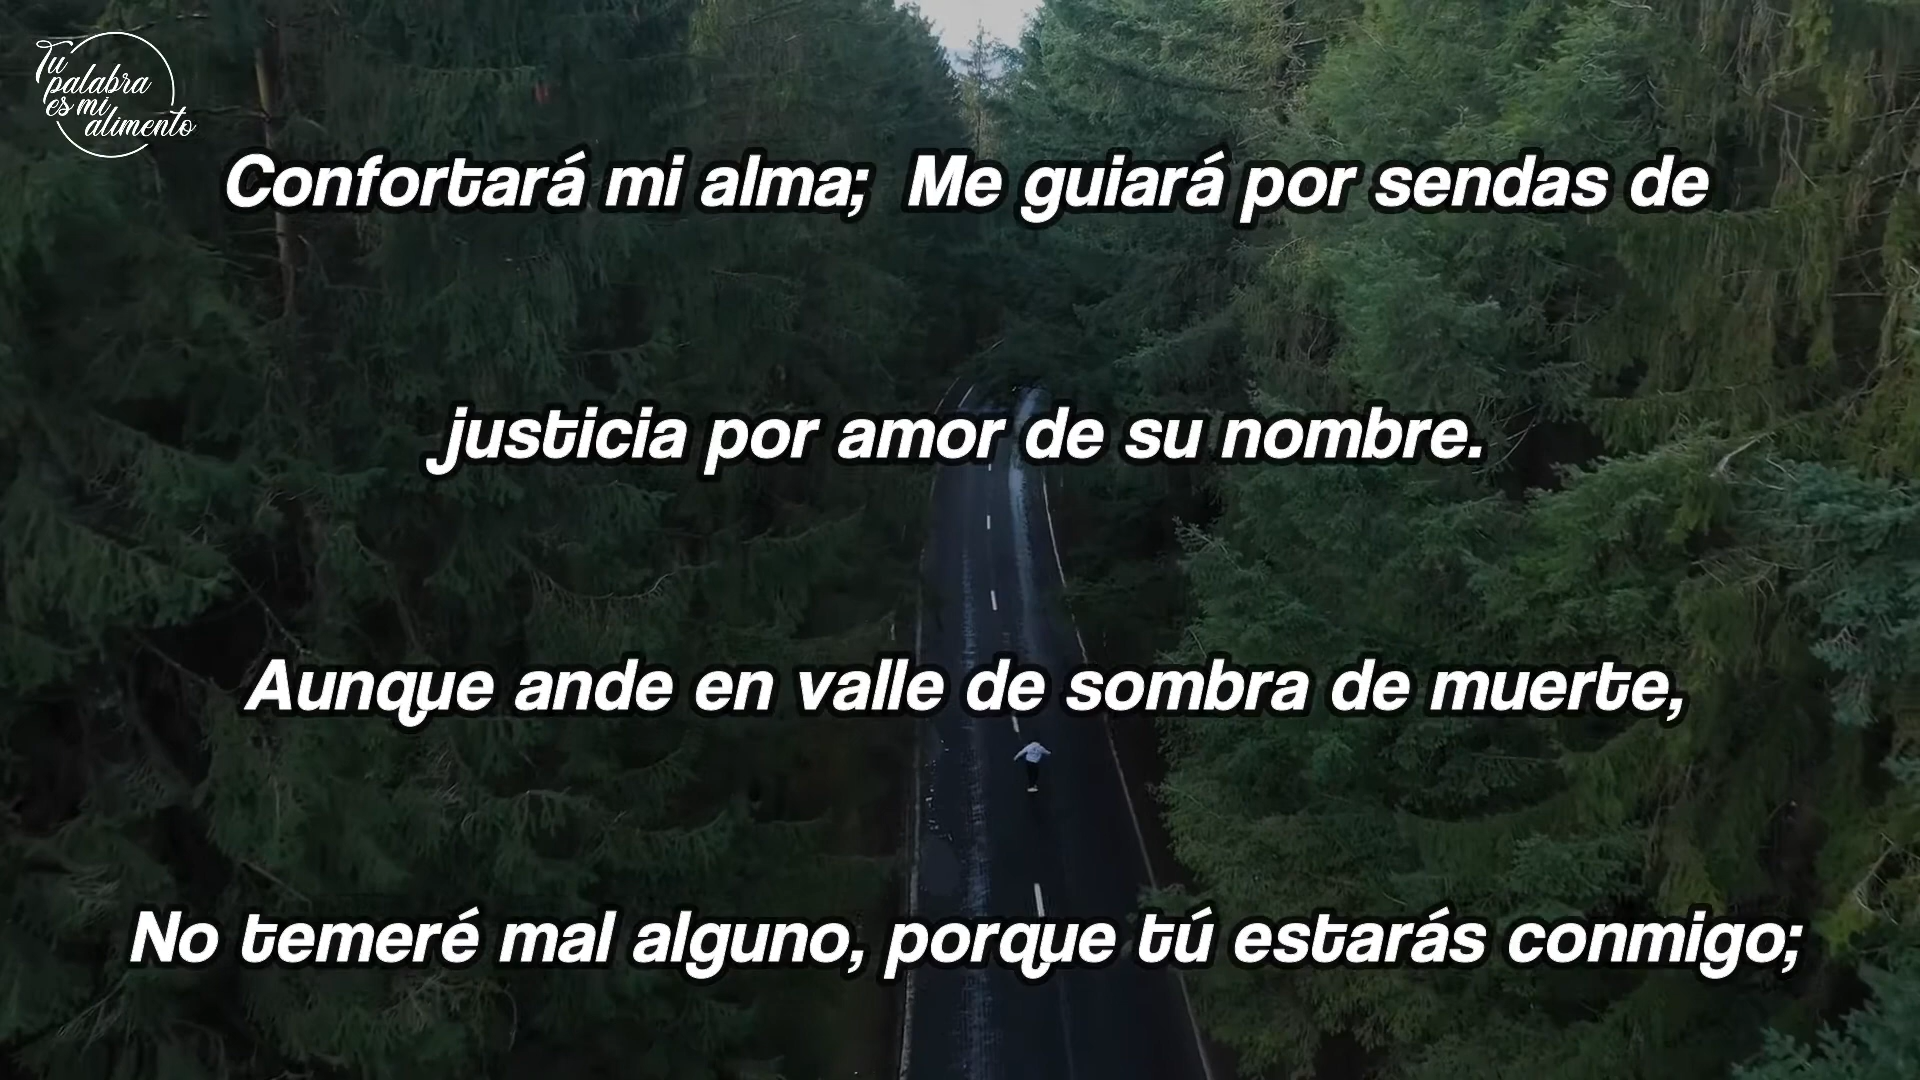 Tu
palabra
es mi
alimento
Confortará mi alma;  Me guiará por sendas de
justicia por amor de su nombre.
Aunque ande en valle de sombra de muerte,
No temeré mal alguno, porque tú estarás conmigo;